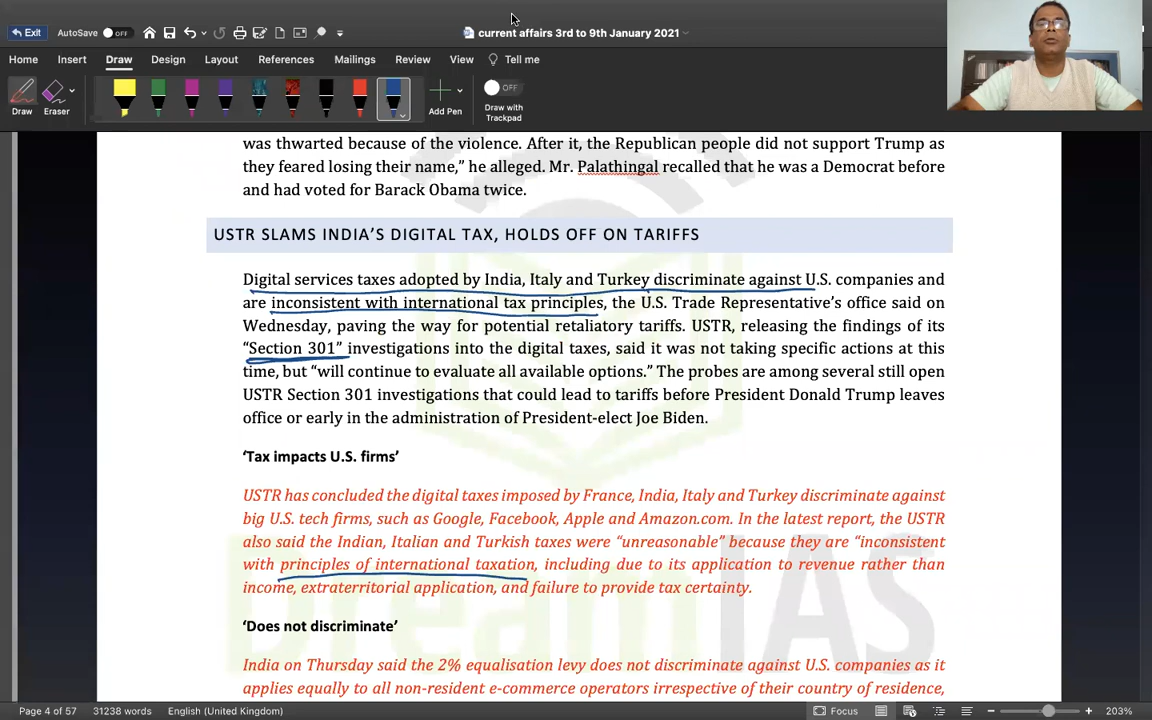 Exit
AutoSave OFF
current affairs 3rd to 9th January 2021
Home Insert Draw Design Layout References Mailings Review View Tell me
OFF
Draw Eraser Add Pen Draw with Trackpad
was thwarted because of the violence. After it, the Republican people did not support Trump as
they feared losing their name,” he alleged. Mr. Palathingal recalled that he was a Democrat before
and had voted for Barack Obama twice.
USTR SLAMS INDIA’S DIGITAL TAX, HOLDS OFF ON TARIFFS
Digital services taxes adopted by India, Italy and Turkey discriminate against U.S. companies and
are inconsistent with international tax principles, the U.S. Trade Representative’s office said on
Wednesday, paving the way for potential retaliatory tariffs. USTR, releasing the findings of its
“Section 301” investigations into the digital taxes, said it was not taking specific actions at this
time, but “will continue to evaluate all available options.” The probes are among several still open
USTR Section 301 investigations that could lead to tariffs before President Donald Trump leaves
office or early in the administration of President-elect Joe Biden.
‘Tax impacts U.S. firms’
USTR has concluded the digital taxes imposed by France, India, Italy and Turkey discriminate against
big U.S. tech firms, such as Google, Facebook, Apple and Amazon.com. In the latest report, the USTR
also said the Indian, Italian and Turkish taxes were “unreasonable” because they are “inconsistent
with principles of international taxation, including due to its application to revenue rather than
income, extraterritorial application, and failure to provide tax certainty.
‘Does not discriminate’
India on Thursday said the 2% equalisation levy does not discriminate against U.S. companies as it
applies equally to all non-resident e-commerce operators irrespective of their country of residence,
DreamIAS
Page 4 of 57 31238 words English (United Kingdom) Focus 203%